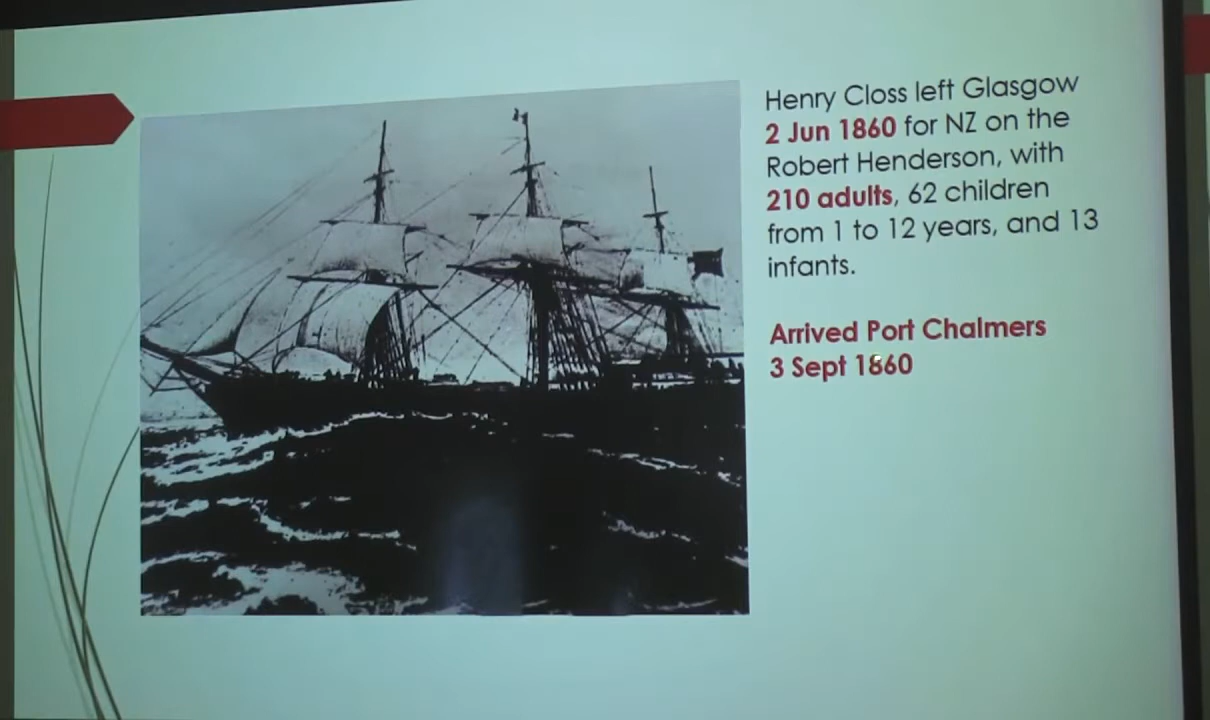 Henry Closs left Glasgow
2 Jun 1860 for NZ on the
Robert Henderson, with
210 adults, 62 children
from 1 to 12 years, and 13
infants.
Arrived Port Chalmers
3 Sept 1860